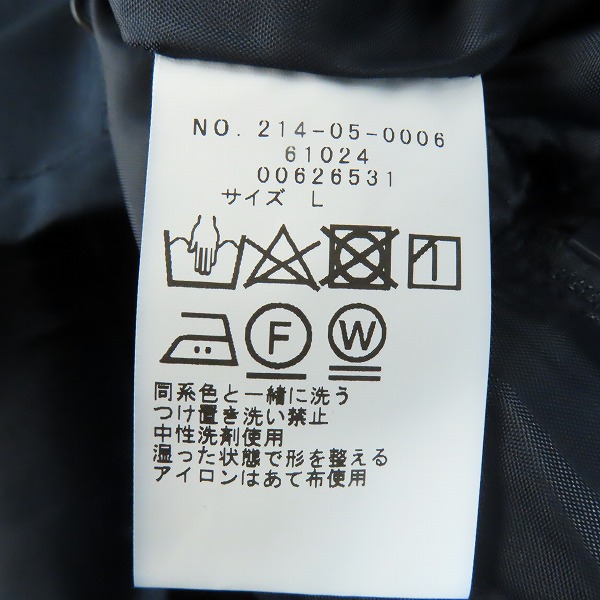 NO. 214-05-0006
61024
00626531
サイズ L
F W
同系色と一緒に洗う
つけ置き洗い禁止
中性洗剤使用
湿った状態で形を整える
アイロンはあて布使用